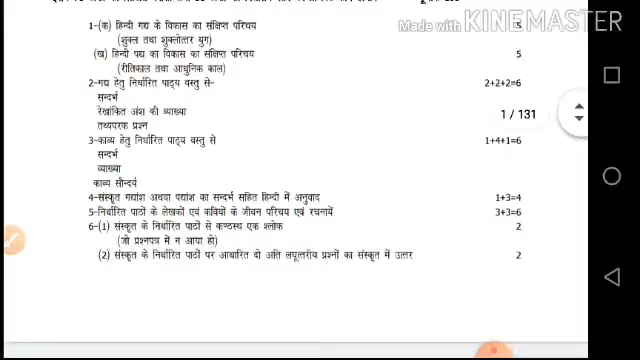 Made with KINEMASTER
1-(क) हिन्दी गद्य के विकास का संक्षिप्त परिचय 5
(शुक्ल तथा शुक्लोत्तर युग)
(ख) हिन्दी पद्य का विकास का संक्षिप्त परिचय 5
(रीतिकाल तथा आधुनिक काल)
2-गद्य हेतु निर्धारित पाठ्य वस्तु से- 2+2+2=6
सन्दर्भ
रेखांकित अंश की व्याख्या
1 / 131
तथ्यपरक प्रश्न
3-काव्य हेतु निर्धारित पाठ्य वस्तु से 1+4+1=6
सन्दर्भ
व्याख्या
काव्य सौन्दर्य
4-संस्कृत गद्यांश अथवा पद्यांश का सन्दर्भ सहित हिन्दी में अनुवाद 1+3=4
5-निर्धारित पाठों के लेखकों एवं कवियों के जीवन परिचय एवं रचनायें 3+3=6
6-(1) संस्कृत के निर्धारित पाठों से कण्ठस्थ एक श्लोक 2
(जो प्रश्नपत्र में न आया हो)
(2) संस्कृत के निर्धारित पाठों पर आधारित दो अति लघूत्तरीय प्रश्नों का संस्कृत में उत्तर 2